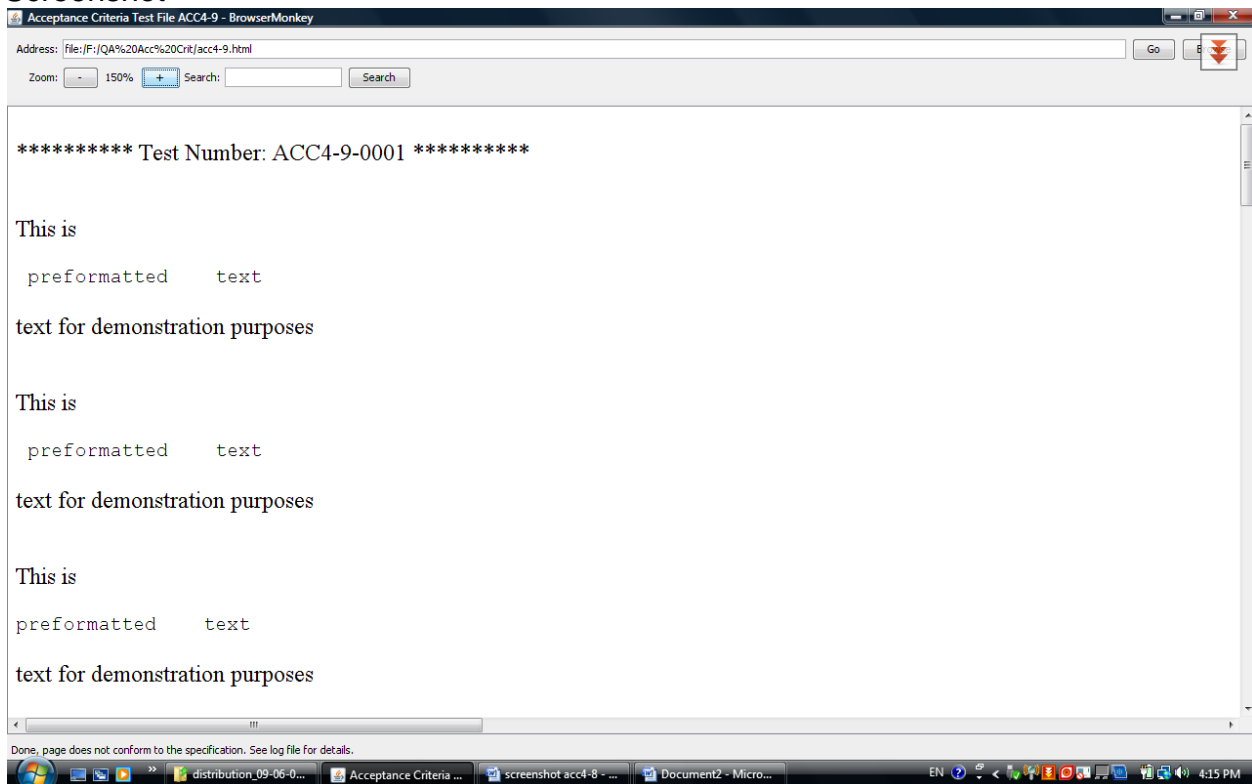 Screenshot
Acceptance Criteria Test File ACC4-9 - BrowserMonkey
Address: file:/F:/QA%20Acc%20Crit/acc4-9.html Go
Zoom: - 150% + Search: Search
********** Test Number: ACC4-9-0001 **********
This is
preformatted    text
text for demonstration purposes
This is
preformatted    text
text for demonstration purposes
This is
preformatted    text
text for demonstration purposes
Done, page does not conform to the specification. See log file for details.
distribution_09-06-0... Acceptance Criteria ... screenshot acc4-8 - ... Document2 - Micro... EN 4:15 PM